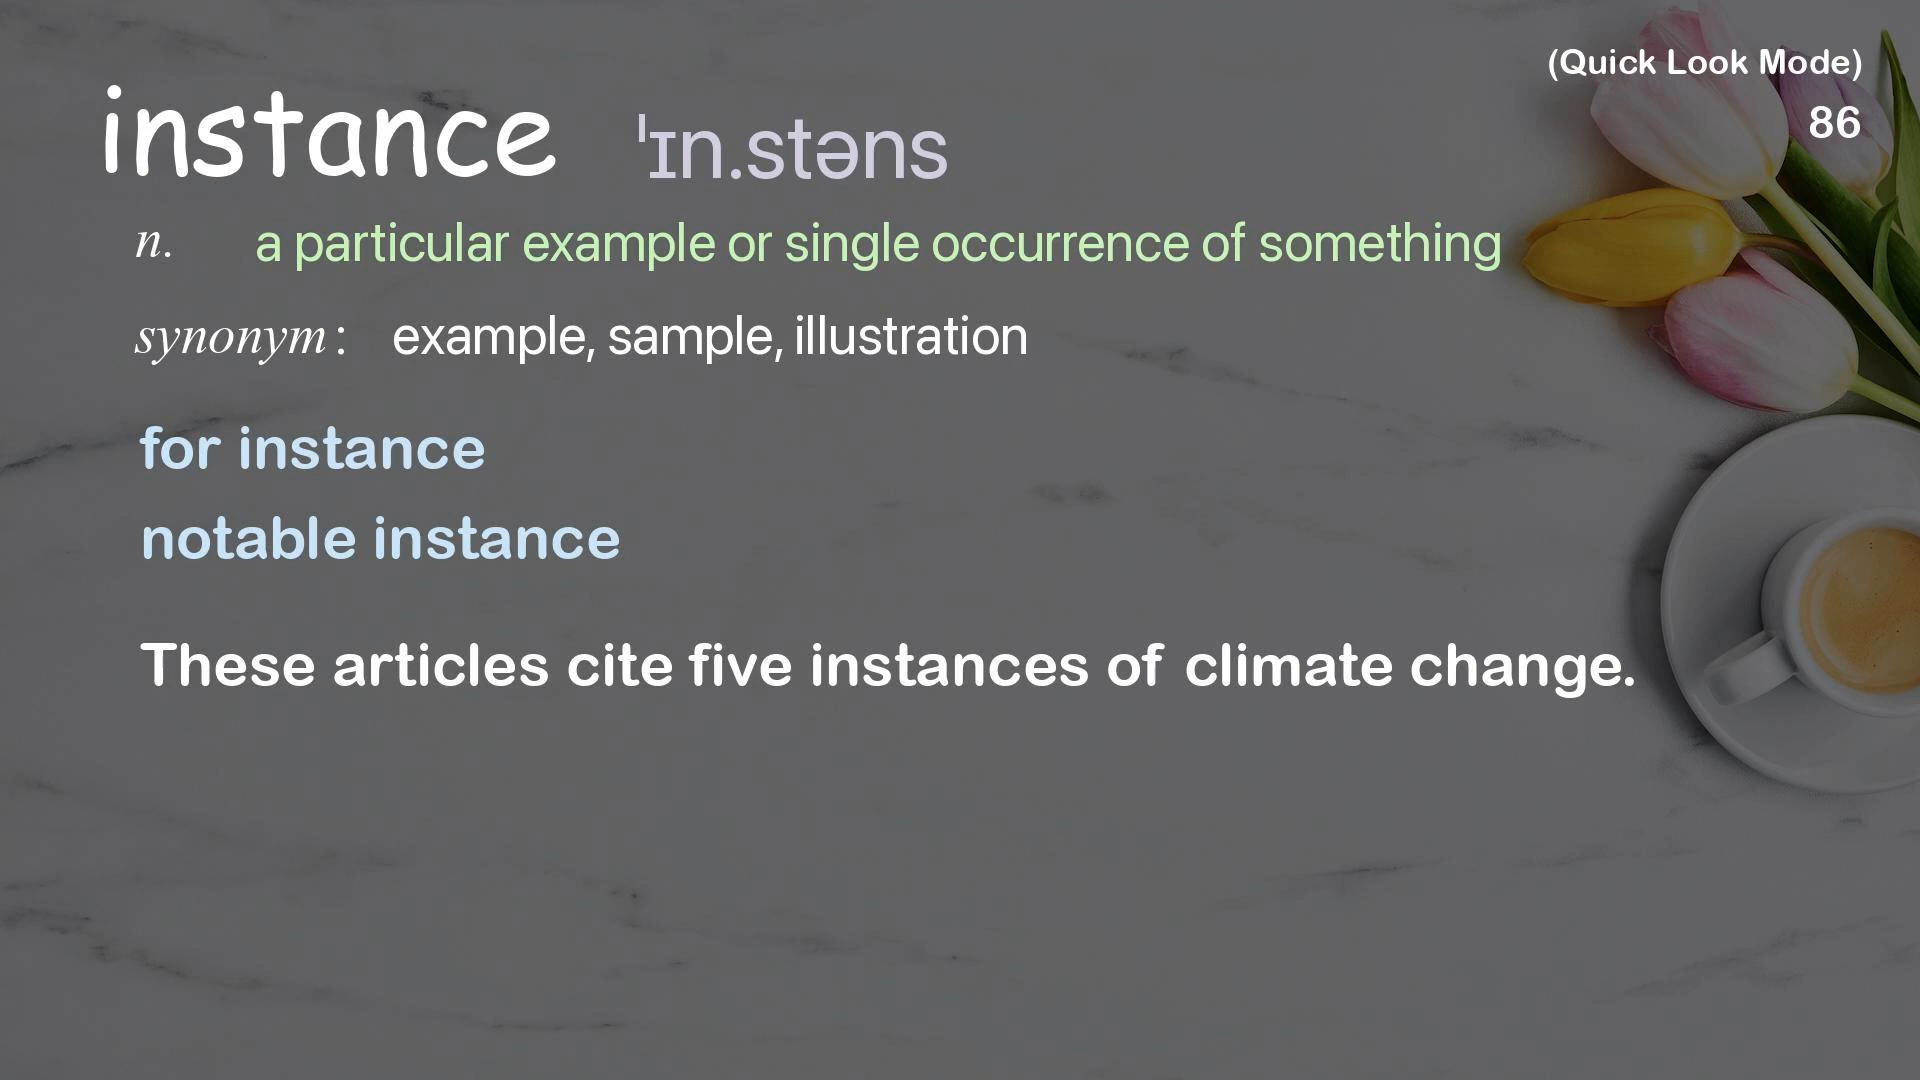 (Quick Look Mode)
86
instance ˈɪn.stəns
n. a particular example or single occurrence of something
synonym: example, sample, illustration
for instance
notable instance
These articles cite five instances of climate change.